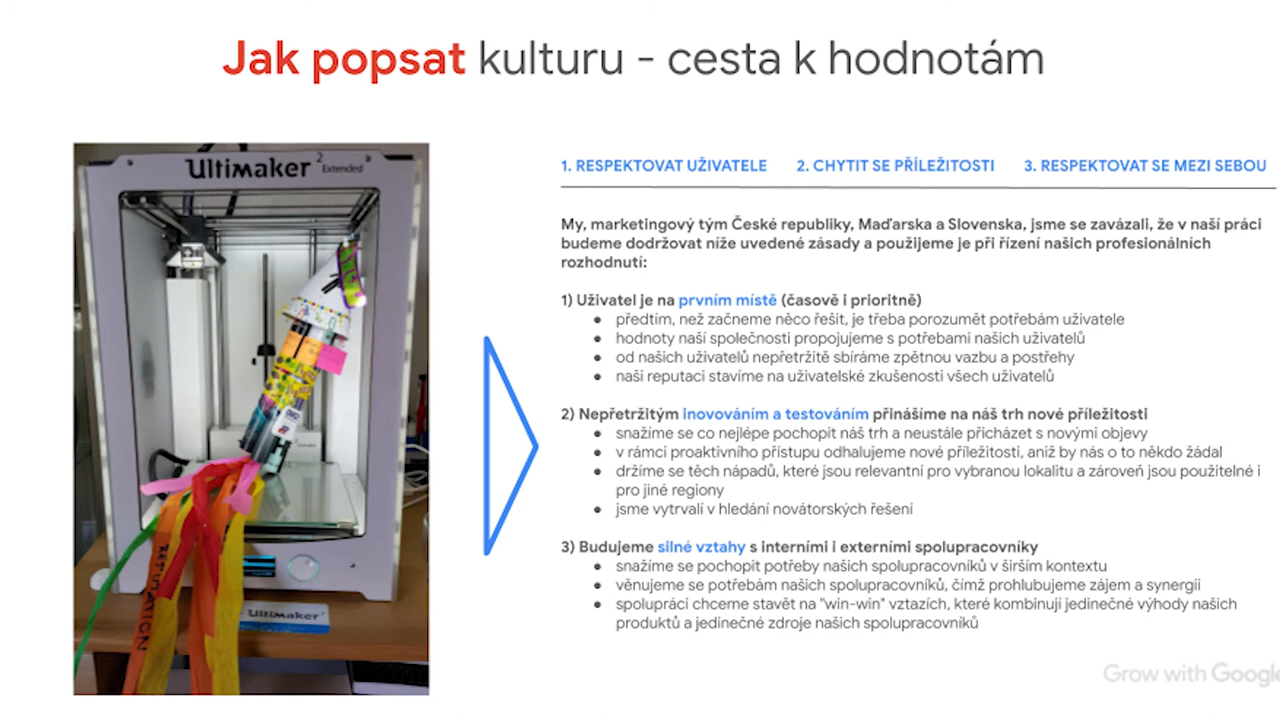 Jak popsat kulturu - cesta k hodnotám
Ultimaker 2 Extended
REPUTATION
Ultimaker
1. RESPEKTOVAT UŽIVATELE 2. CHYTIT SE PŘÍLEŽITOSTI 3. RESPEKTOVAT SE MEZI SEBOU
My, marketingový tým České republiky, Maďarska a Slovenska, jsme se zavázali, že v naší práci
budeme dodržovat níže uvedené zásady a použijeme je při řízení našich profesionálních
rozhodnutí:
1) Uživatel je na prvním místě (časově i prioritně)
● předtím, než začneme něco řešit, je třeba porozumět potřebám uživatele
● hodnoty naší společnosti propojujeme s potřebami našich uživatelů
● od našich uživatelů nepřetržitě sbíráme zpětnou vazbu a postřehy
● naši reputaci stavíme na uživatelské zkušenosti všech uživatelů
2) Nepřetržitým inovováním a testováním přinášíme na náš trh nové příležitosti
● snažíme se co nejlépe pochopit náš trh a neustále přicházet s novými objevy
● v rámci proaktivního přístupu odhalujeme nové příležitosti, aniž by nás o to někdo žádal
● držíme se těch nápadů, které jsou relevantní pro vybranou lokalitu a zároveň jsou použitelné i
pro jiné regiony
● jsme vytrvalí v hledání novátorských řešení
3) Budujeme silné vztahy s interními i externími spolupracovníky
● snažíme se pochopit potřeby našich spolupracovníků v širším kontextu
● věnujeme se potřebám našich spolupracovníků, čímž prohlubujeme zájem a synergii
● spolupráci chceme stavět na "win-win" vztazích, které kombinují jedinečné výhody našich
produktů a jedinečné zdroje našich spolupracovníků
Grow with Google